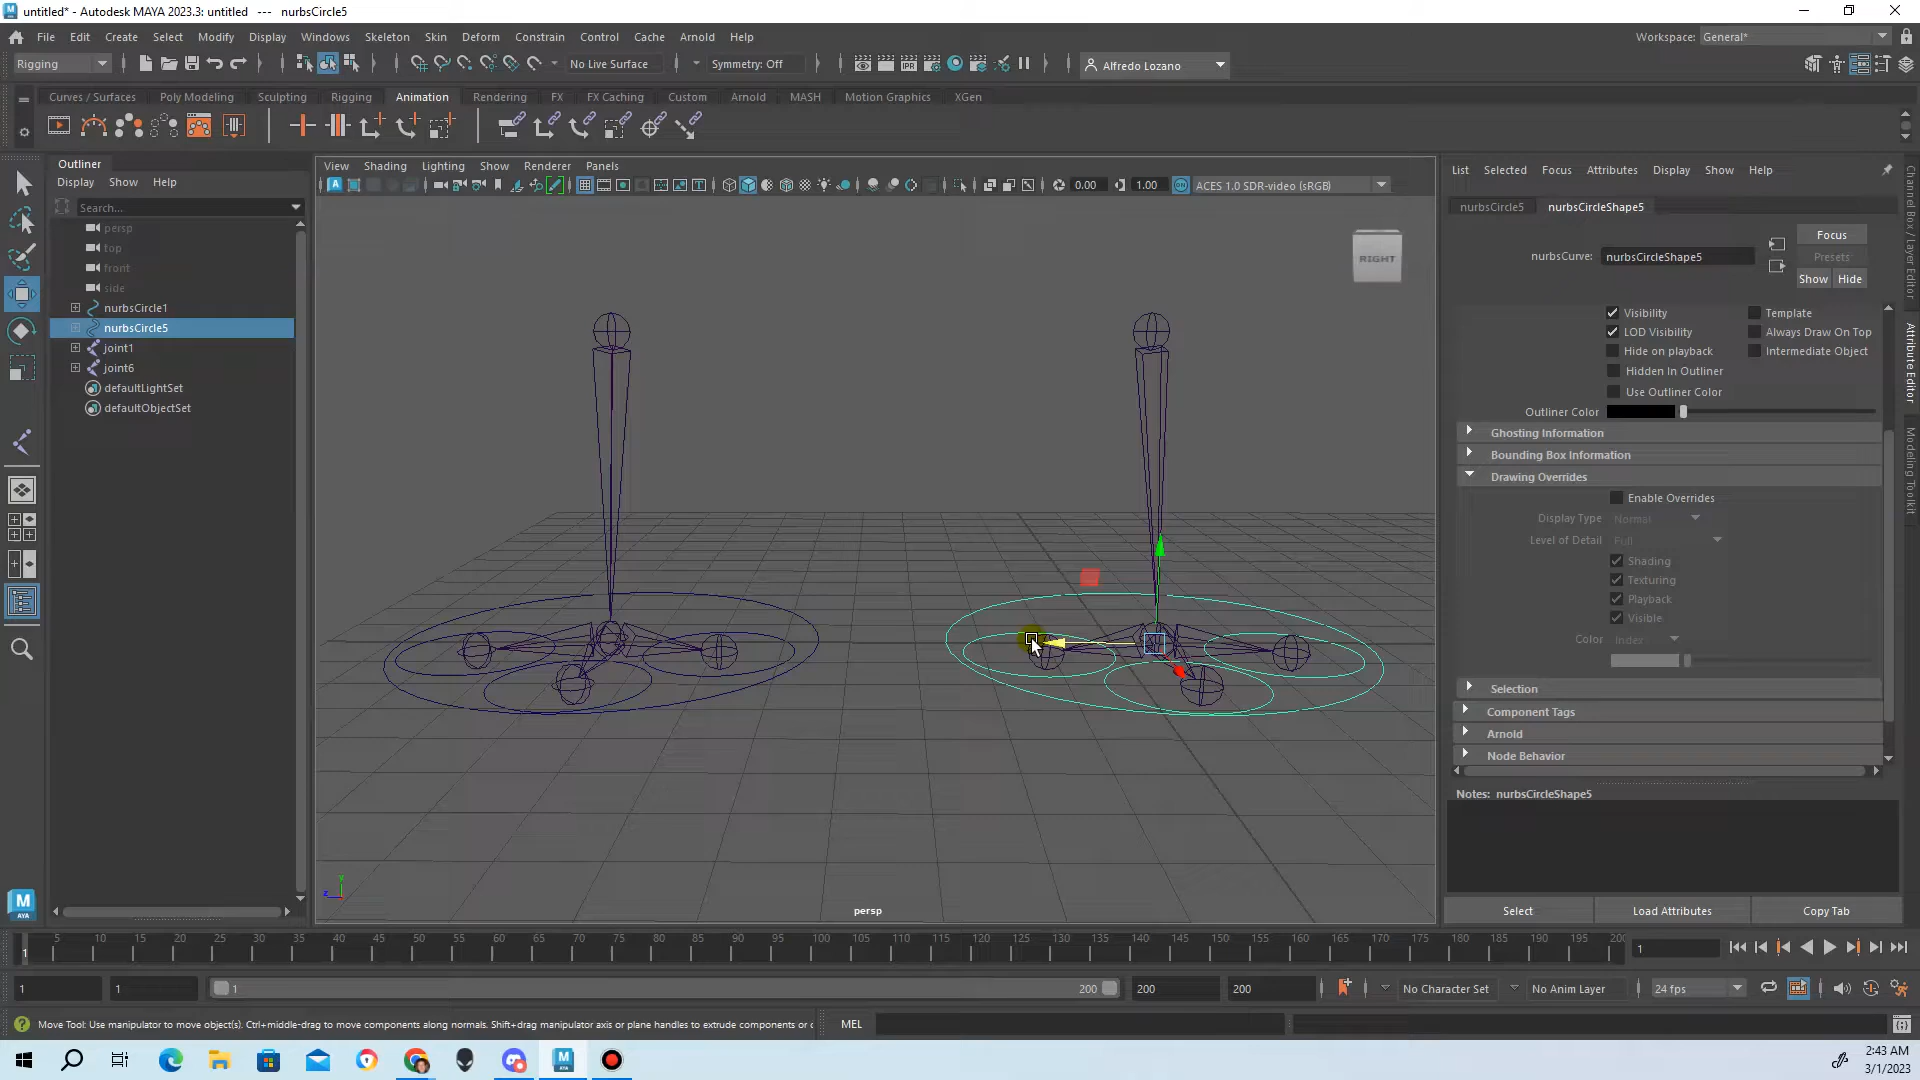 untitled* - Autodesk MAYA 2023.3: untitled --- nurbsCircle5
File Edit Create Select Modify Display Windows Skeleton Skin Deform Constrain Control Cache Arnold Help
Workspace: General*
Rigging
No Live Surface
Symmetry: Off
Alfredo Lozano
Curves / Surfaces Poly Modeling Sculpting Rigging Animation Rendering FX FX Caching Custom Arnold MASH Motion Graphics XGen
Outliner
Display Show Help
Search...
persp
top
front
side
nurbsCircle1
nurbsCircle5
joint1
joint6
defaultLightSet
defaultObjectSet
View Shading Lighting Show Renderer Panels
0.00
1.00
ACES 1.0 SDR-video (sRGB)
RIGHT
persp
List Selected Focus Attributes Display Show Help
nurbsCircle5 nurbsCircleShape5
nurbsCurve: nurbsCircleShape5
Focus
Presets
Show Hide
Visibility Template
LOD Visibility Always Draw On Top
Hide on playback Intermediate Object
Hidden In Outliner
Use Outliner Color
Outliner Color
Ghosting Information
Bounding Box Information
Drawing Overrides
Enable Overrides
Display Type Normal
Level of Detail Full
Shading
Texturing
Playback
Visible
Color Index
Selection
Component Tags
Arnold
Node Behavior
Notes: nurbsCircleShape5
Select Load Attributes Copy Tab
Channel Box / Layer Editor
Attribute Editor
Modeling Toolkit
5 10 15 20 25 30 35 40 45 50 55 60 65 70 75 80 85 90 95 100 105 110 115 120 125 130 135 140 145 150 155 160 165 170 175 180 185 190 195 200
1
1
1 1 1 200 200 200
No Character Set
No Anim Layer
24 fps
Move Tool: Use manipulator to move object(s). Ctrl+middle-drag to move components along normals. Shift+drag manipulator axis or plane handles to extrude components or c
MEL
M
AYA
2:43 AM
3/1/2023